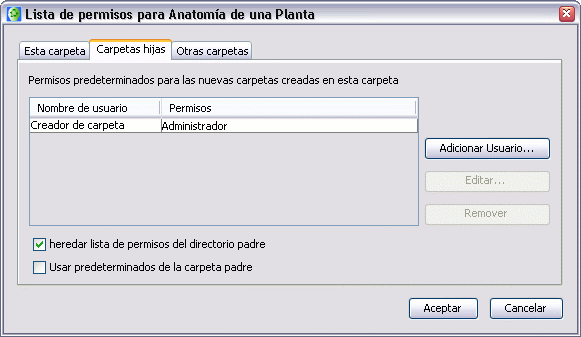 Lista de permisos para Anatomía de una Planta
Esta carpeta Carpetas hijas Otras carpetas
Permisos predeterminados para las nuevas carpetas creadas en esta carpeta
Nombre de usuario Permisos
Creador de carpeta Administrador
Adicionar Usuario...
Editar...
Remover
heredar lista de permisos del directorio padre
Usar predeterminados de la carpeta padre
Aceptar Cancelar